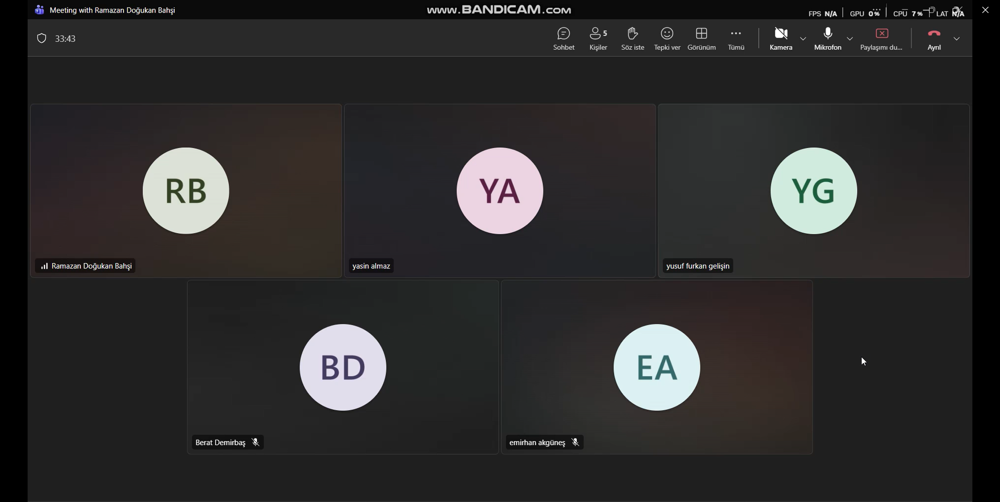 Meeting with Ramazan Doğukan Bahşi
www.BANDICAM.com
FPS N/A GPU 0% CPU 7% LAT N/A
33:43
5
Sohbet Kişiler Söz iste Tepki ver Görünüm Tümü Kamera Mikrofon Paylaşımı du... Ayrıl
RB YA YG
Ramazan Doğukan Bahşi yasin almaz yusuf furkan gelişin
BD EA
Berat Demirbaş emirhan akgüneş